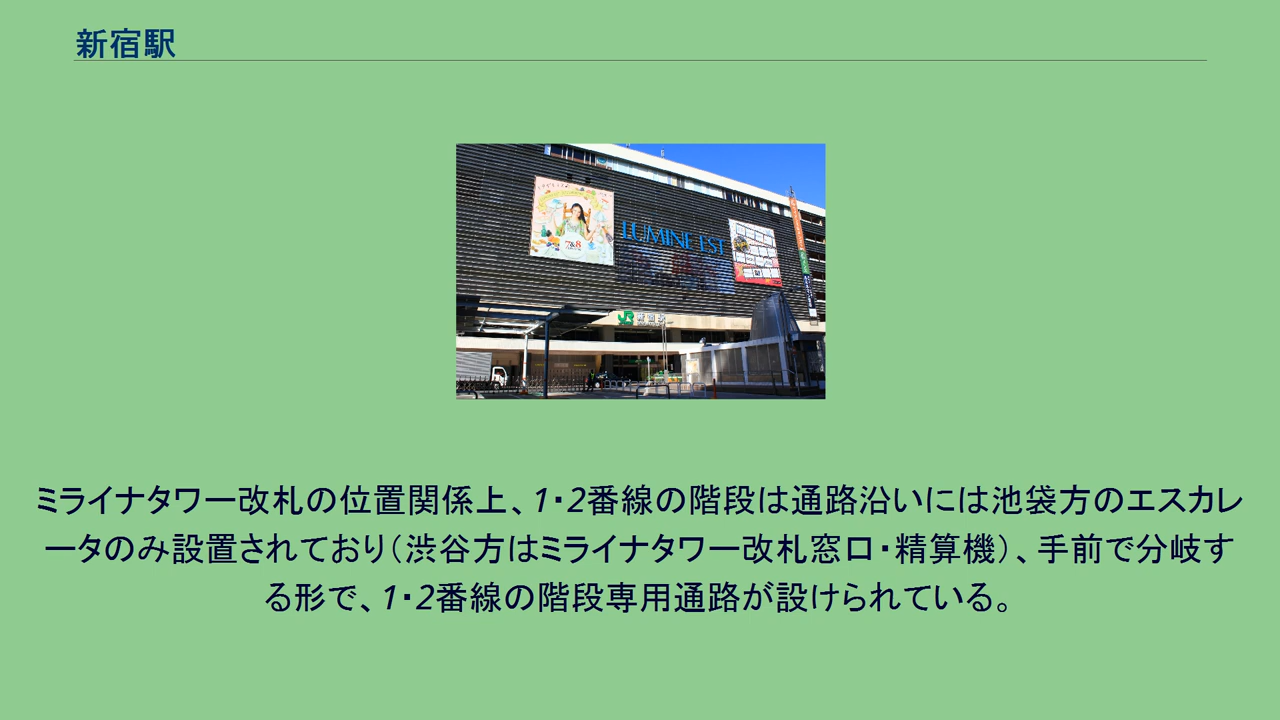 新宿駅
LUMINE EST
7&8
JR 新宿駅
ミライナタワー改札の位置関係上、1・2番線の階段は通路沿いには池袋方のエスカレ
ータのみ設置されており（渋谷方はミライナタワー改札窓口・精算機）、手前で分岐す
る形で、1・2番線の階段専用通路が設けられている。